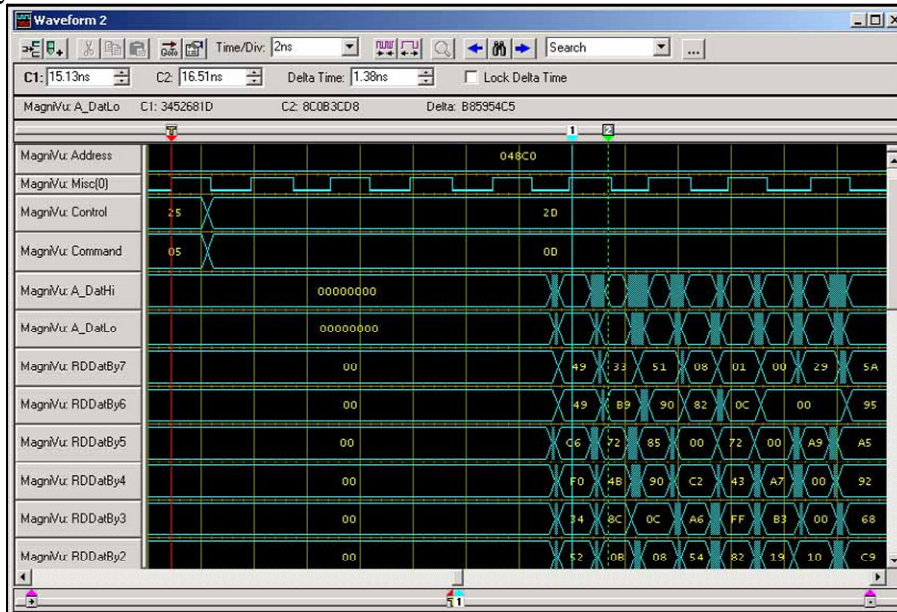 Waveform 2
Goto Time/Div: 2ns Search ...
C1: 15.13ns C2: 16.51ns Delta Time: 1.38ns Lock Delta Time
MagniVu: A_DatLo C1: 3452681D C2: 8C0B3CD8 Delta: B85954C5
T 1 2
MagniVu: Address 048C0
MagniVu: Misc(0)
MagniVu: Control 25 2D
MagniVu: Command 05 0D
MagniVu: A_DatHi 00000000
MagniVu: A_DatLo 00000000
MagniVu: RDDatBy7 00 49 33 51 08 01 00 29 5A
MagniVu: RDDatBy6 00 49 B9 90 82 0C 00 95
MagniVu: RDDatBy5 00 C6 72 85 00 72 00 A9 A5
MagniVu: RDDatBy4 00 F0 4B 90 C2 43 A7 00 92
MagniVu: RDDatBy3 00 34 8C 0C A6 FF B3 00 68
MagniVu: RDDatBy2 00 52 0B 08 54 82 19 10 C9
1